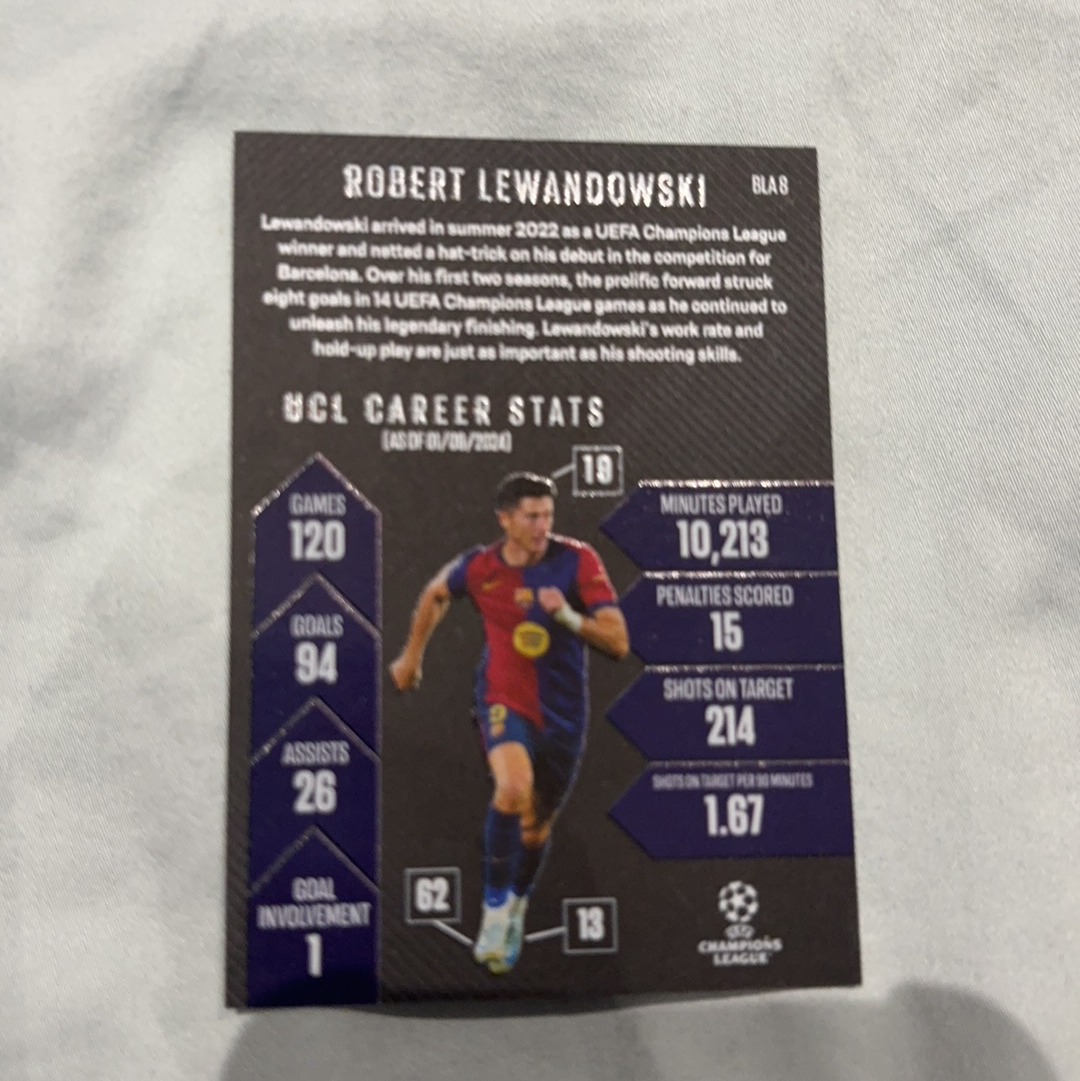 ROBERT LEWANDOWSKI
BLA 8
Lewandowski arrived in summer 2022 as a UEFA Champions League
winner and netted a hat-trick on his debut in the competition for
Barcelona. Over his first two seasons, the prolific forward struck
eight goals in 14 UEFA Champions League games as he continued to
unleash his legendary finishing. Lewandowski's work rate and
hold-up play are just as important as his shooting skills.
UCL CAREER STATS
19
GAMES
120
GOALS
94
ASSISTS
26
GOAL
INVOLVEMENT
1
MINUTES PLAYED
10,213
PENALTIES SCORED
15
SHOTS ON TARGET
214
SHOTS ON TARGET PER 90 MINUTES
1.67
62
13
CHAMPIONS
LEAGUE